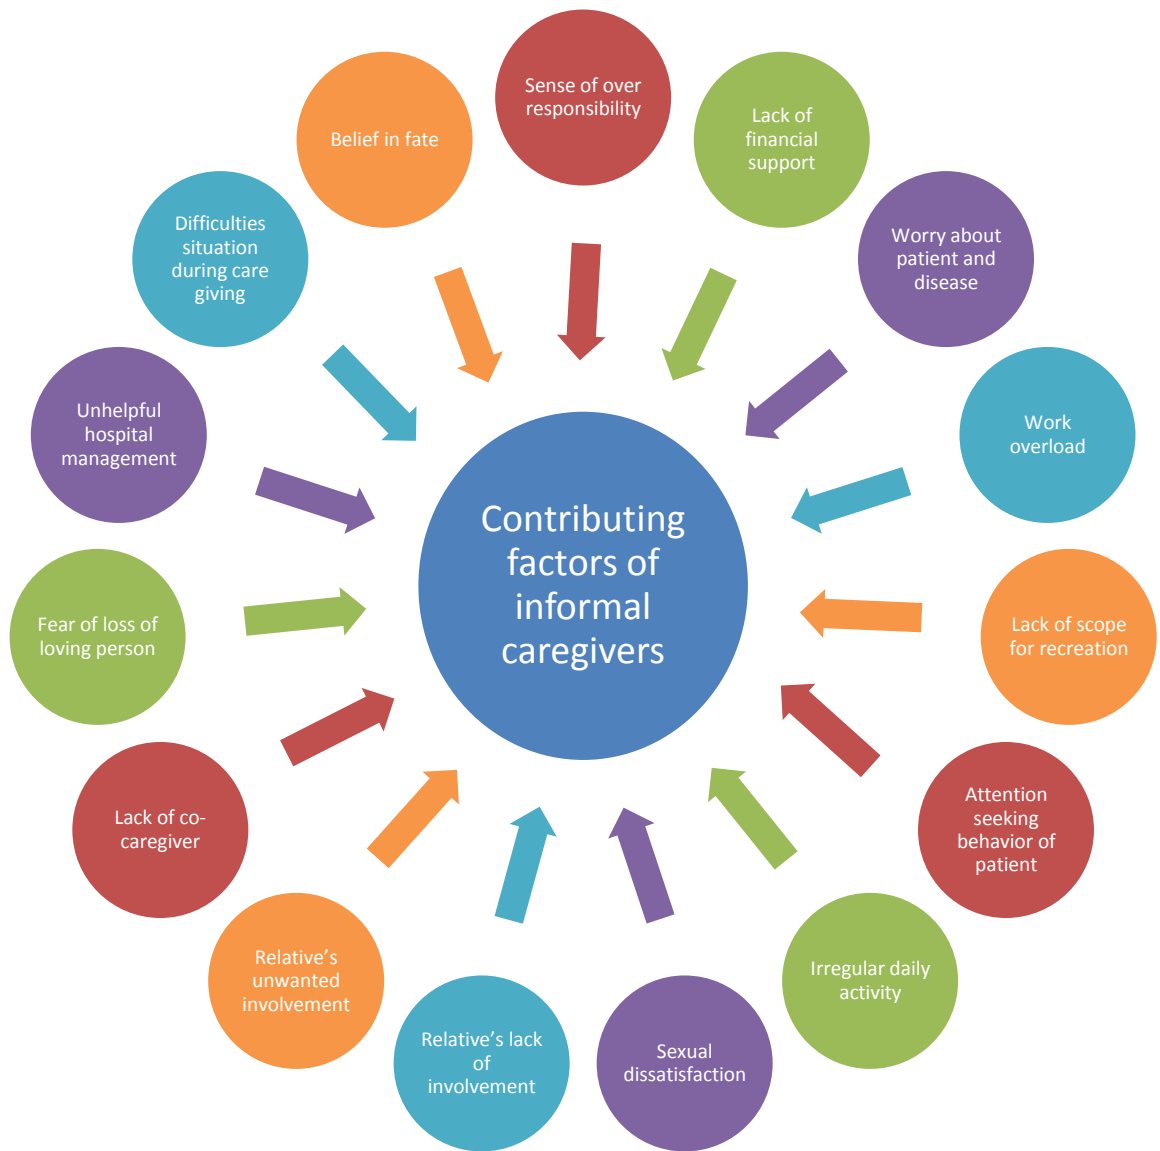 Sense of over
responsibility
Lack of
financial
support
Worry about
patient and
disease
Work
overload
Lack of scope
for recreation
Attention
seeking
behavior of
patient
Irregular daily
activity
Sexual
dissatisfaction
Relative’s lack
of
involvement
Relative’s
unwanted
involvement
Lack of co-
caregiver
Fear of loss of
loving person
Unhelpful
hospital
management
Difficulties
situation
during care
giving
Belief in fate
Contributing
factors of
informal
caregivers